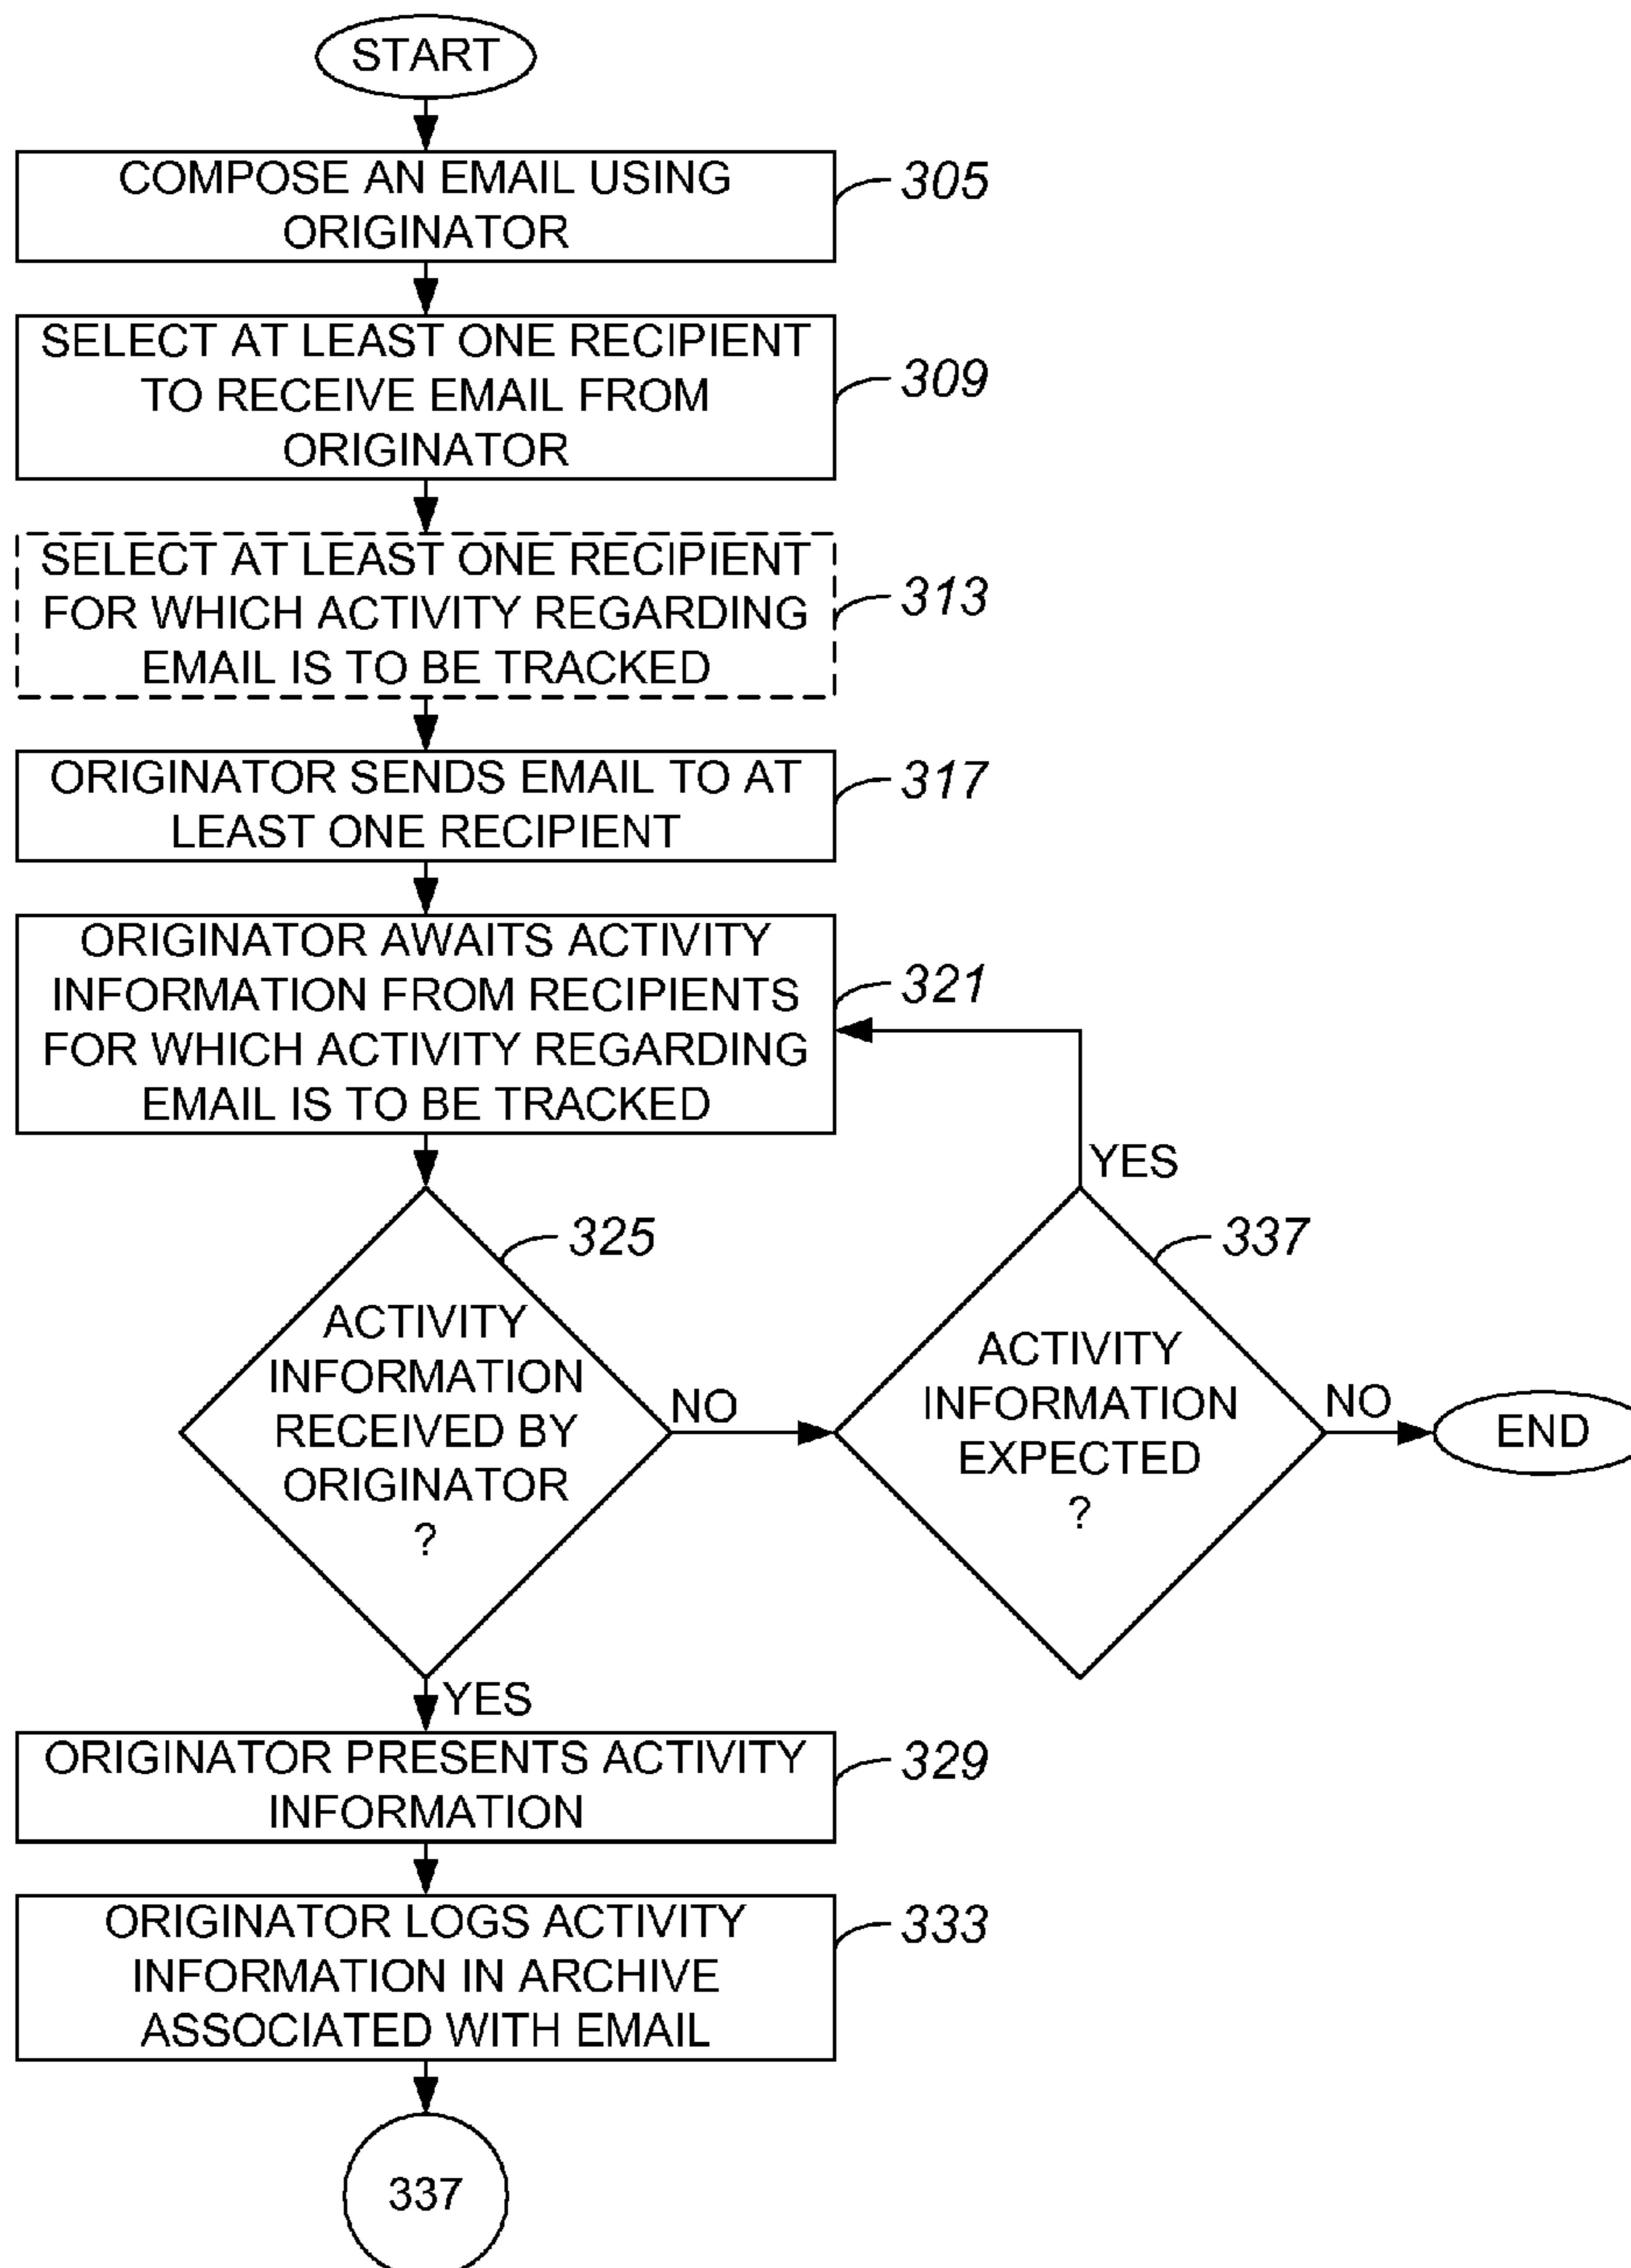 START
COMPOSE AN EMAIL USING
ORIGINATOR
305
SELECT AT LEAST ONE RECIPIENT
TO RECEIVE EMAIL FROM
ORIGINATOR
309
SELECT AT LEAST ONE RECIPIENT
FOR WHICH ACTIVITY REGARDING
EMAIL IS TO BE TRACKED
313
ORIGINATOR SENDS EMAIL TO AT
LEAST ONE RECIPIENT
317
ORIGINATOR AWAITS ACTIVITY
INFORMATION FROM RECIPIENTS
FOR WHICH ACTIVITY REGARDING
EMAIL IS TO BE TRACKED
321
YES
325
ACTIVITY
INFORMATION
RECEIVED BY
ORIGINATOR
?
NO
337
ACTIVITY
INFORMATION
EXPECTED
?
NO
END
YES
ORIGINATOR PRESENTS ACTIVITY
INFORMATION
329
ORIGINATOR LOGS ACTIVITY
INFORMATION IN ARCHIVE
ASSOCIATED WITH EMAIL
333
337